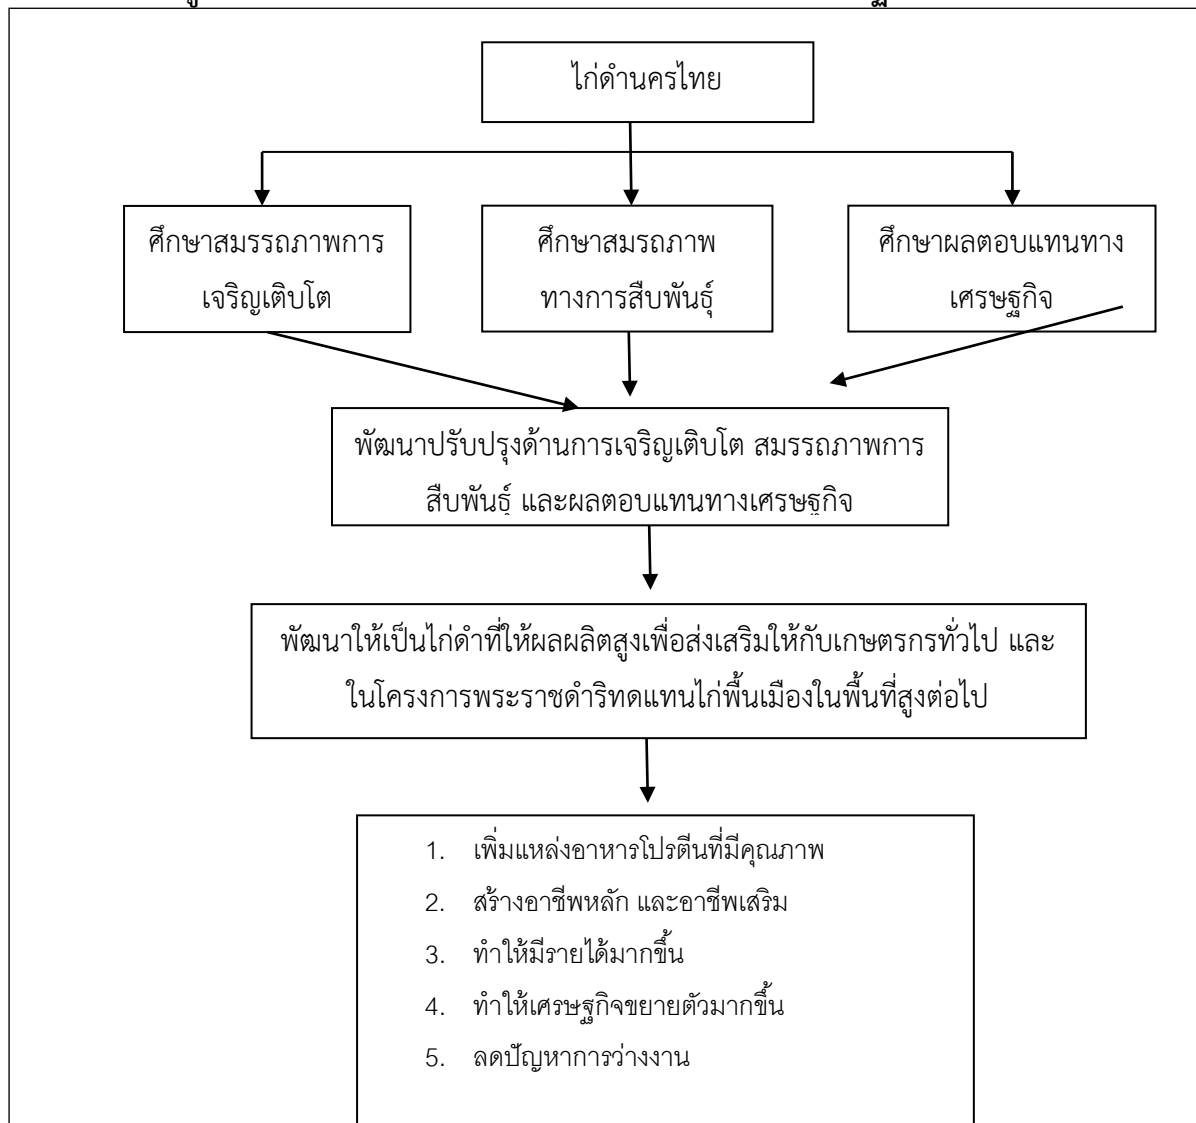 ไก่ดำนครไทย
ศึกษาสมรรถภาพการ
เจริญเติบโต
ศึกษาสมรถภาพ
ทางการสืบพันธุ์
ศึกษาผลตอบแทนทาง
เศรษฐกิจ
พัฒนาปรับปรุงด้านการเจริญเติบโต สมรรถภาพการ
สืบพันธุ์ และผลตอบแทนทางเศรษฐกิจ
พัฒนาให้เป็นไก่ดำที่ให้ผลผลิตสูงเพื่อส่งเสริมให้กับเกษตรกรทั่วไป และ
ในโครงการพระราชดำริทดแทนไก่พื้นเมืองในพื้นที่สูงต่อไป
1. เพิ่มแหล่งอาหารโปรตีนที่มีคุณภาพ
2. สร้างอาชีพหลัก และอาชีพเสริม
3. ทำให้มีรายได้มากขึ้น
4. ทำให้เศรษฐกิจขยายตัวมากขึ้น
5. ลดปัญหาการว่างงาน